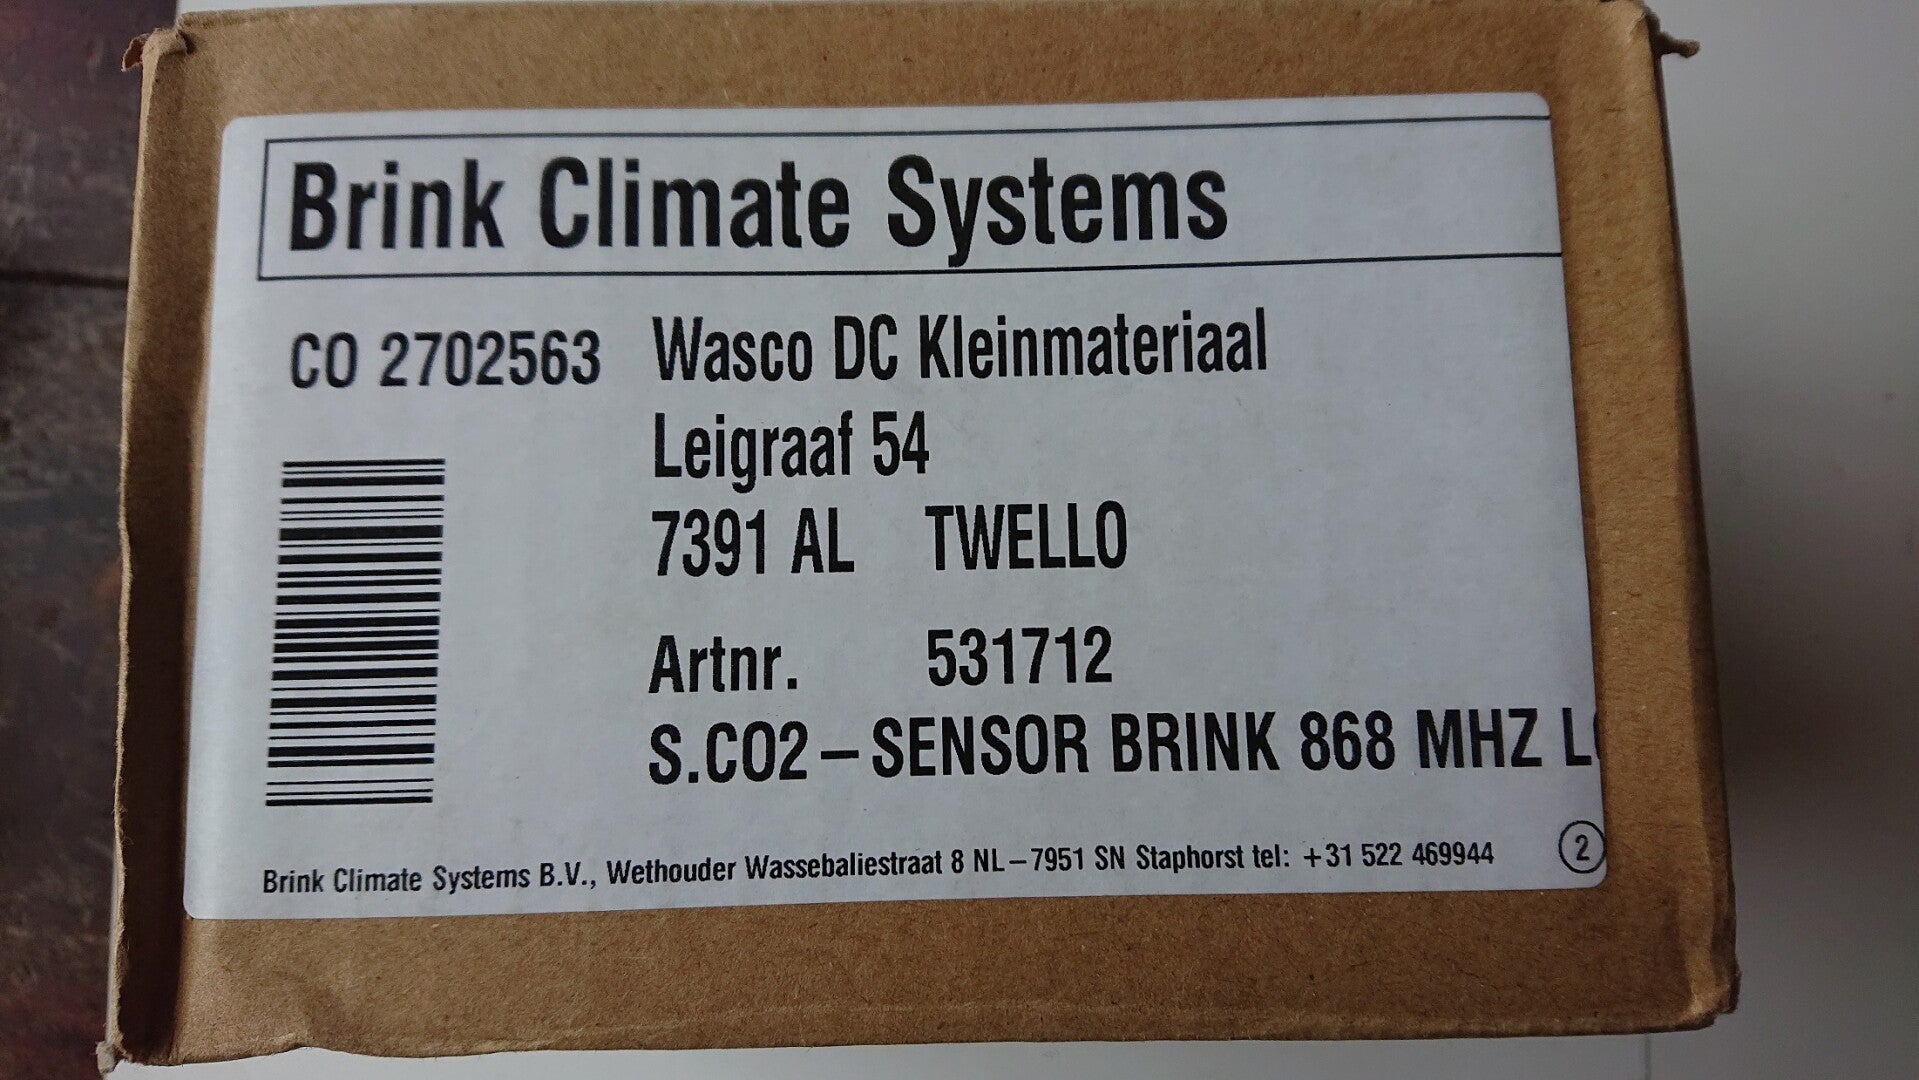 Brink Climate Systems
CO 2702563 Wasco DC Kleinmateriaal
Leigraaf 54
7391 AL TWELLO
Artnr. 531712
S.CO2-SENSOR BRINK 868 MHZ
Brink Climate Systems B.V., Wethouder Wassebaliestraat 8 NL-7951 SN Staphorst tel: +31 522 469944
2